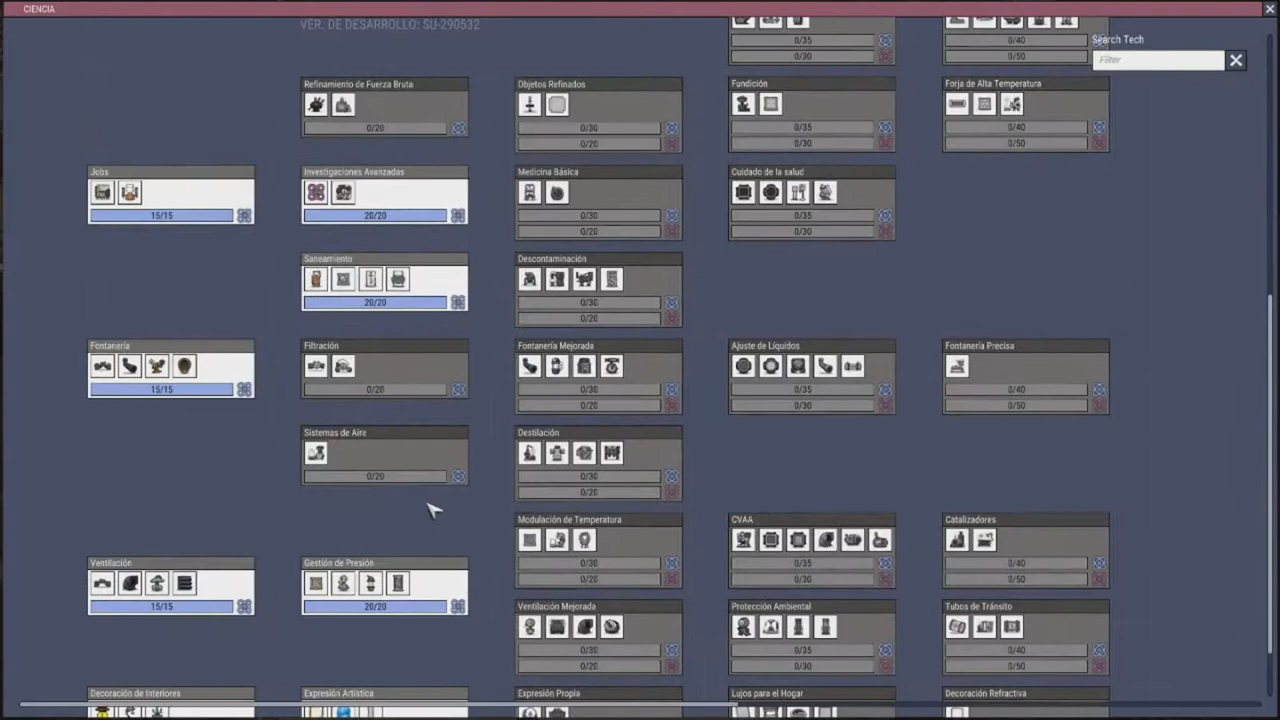 CIENCIA
VER. DE DESARROLLO: SU-290532
Search Tech
Filter
0/35
0/30
0/40
0/50
Refinamiento de Fuerza Bruta
0/20
Objetos Refinados
0/30
0/20
Fundición
0/35
0/30
Forja de Alta Temperatura
0/40
0/50
Jobs
15/15
Investigaciones Avanzadas
20/20
Medicina Básica
0/30
0/20
Cuidado de la salud
0/35
0/30
Saneamiento
20/20
Descontaminación
0/30
0/20
Fontanería
15/15
Filtración
0/20
Fontanería Mejorada
0/30
0/20
Ajuste de Líquidos
0/35
0/30
Fontanería Precisa
0/40
0/50
Sistemas de Aire
0/20
Destilación
0/30
0/20
Modulación de Temperatura
0/30
0/20
CVAA
0/35
0/30
Catalizadores
0/40
0/50
Ventilación
15/15
Gestión de Presión
20/20
Ventilación Mejorada
0/30
0/20
Protección Ambiental
0/35
0/30
Tubos de Tránsito
0/40
0/50
Decoración de Interiores
Expresión Artística
Expresión Propia
Lujos para el Hogar
Decoración Refractiva